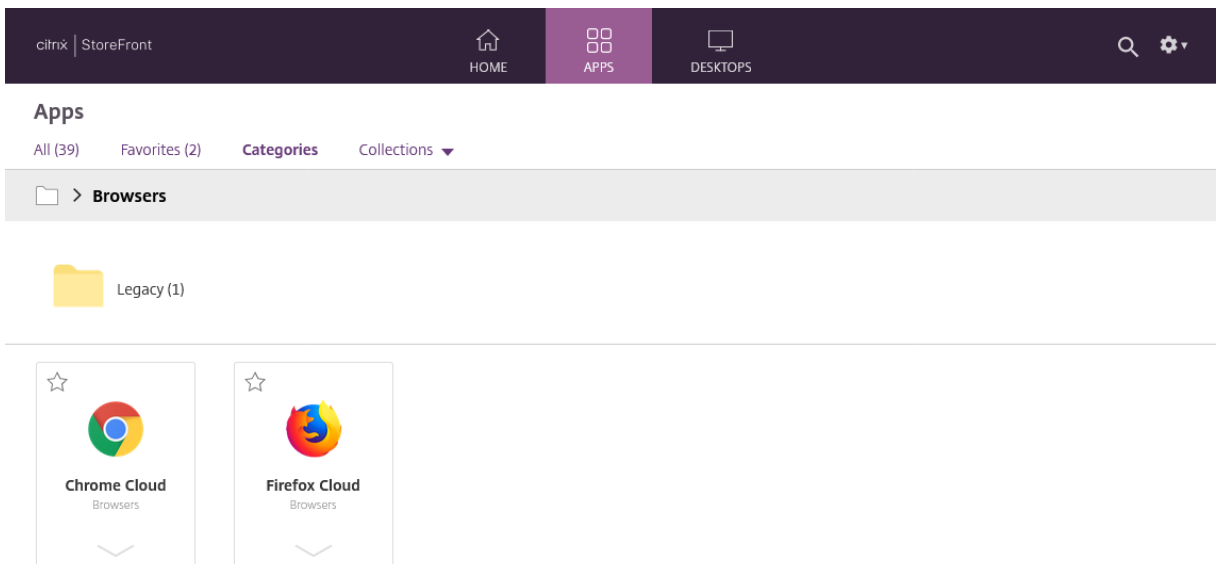 citrix | StoreFront
HOME
APPS
DESKTOPS
Apps
All (39) Favorites (2) Categories Collections
Browsers
Legacy (1)
Chrome Cloud
Browsers
Firefox Cloud
Browsers